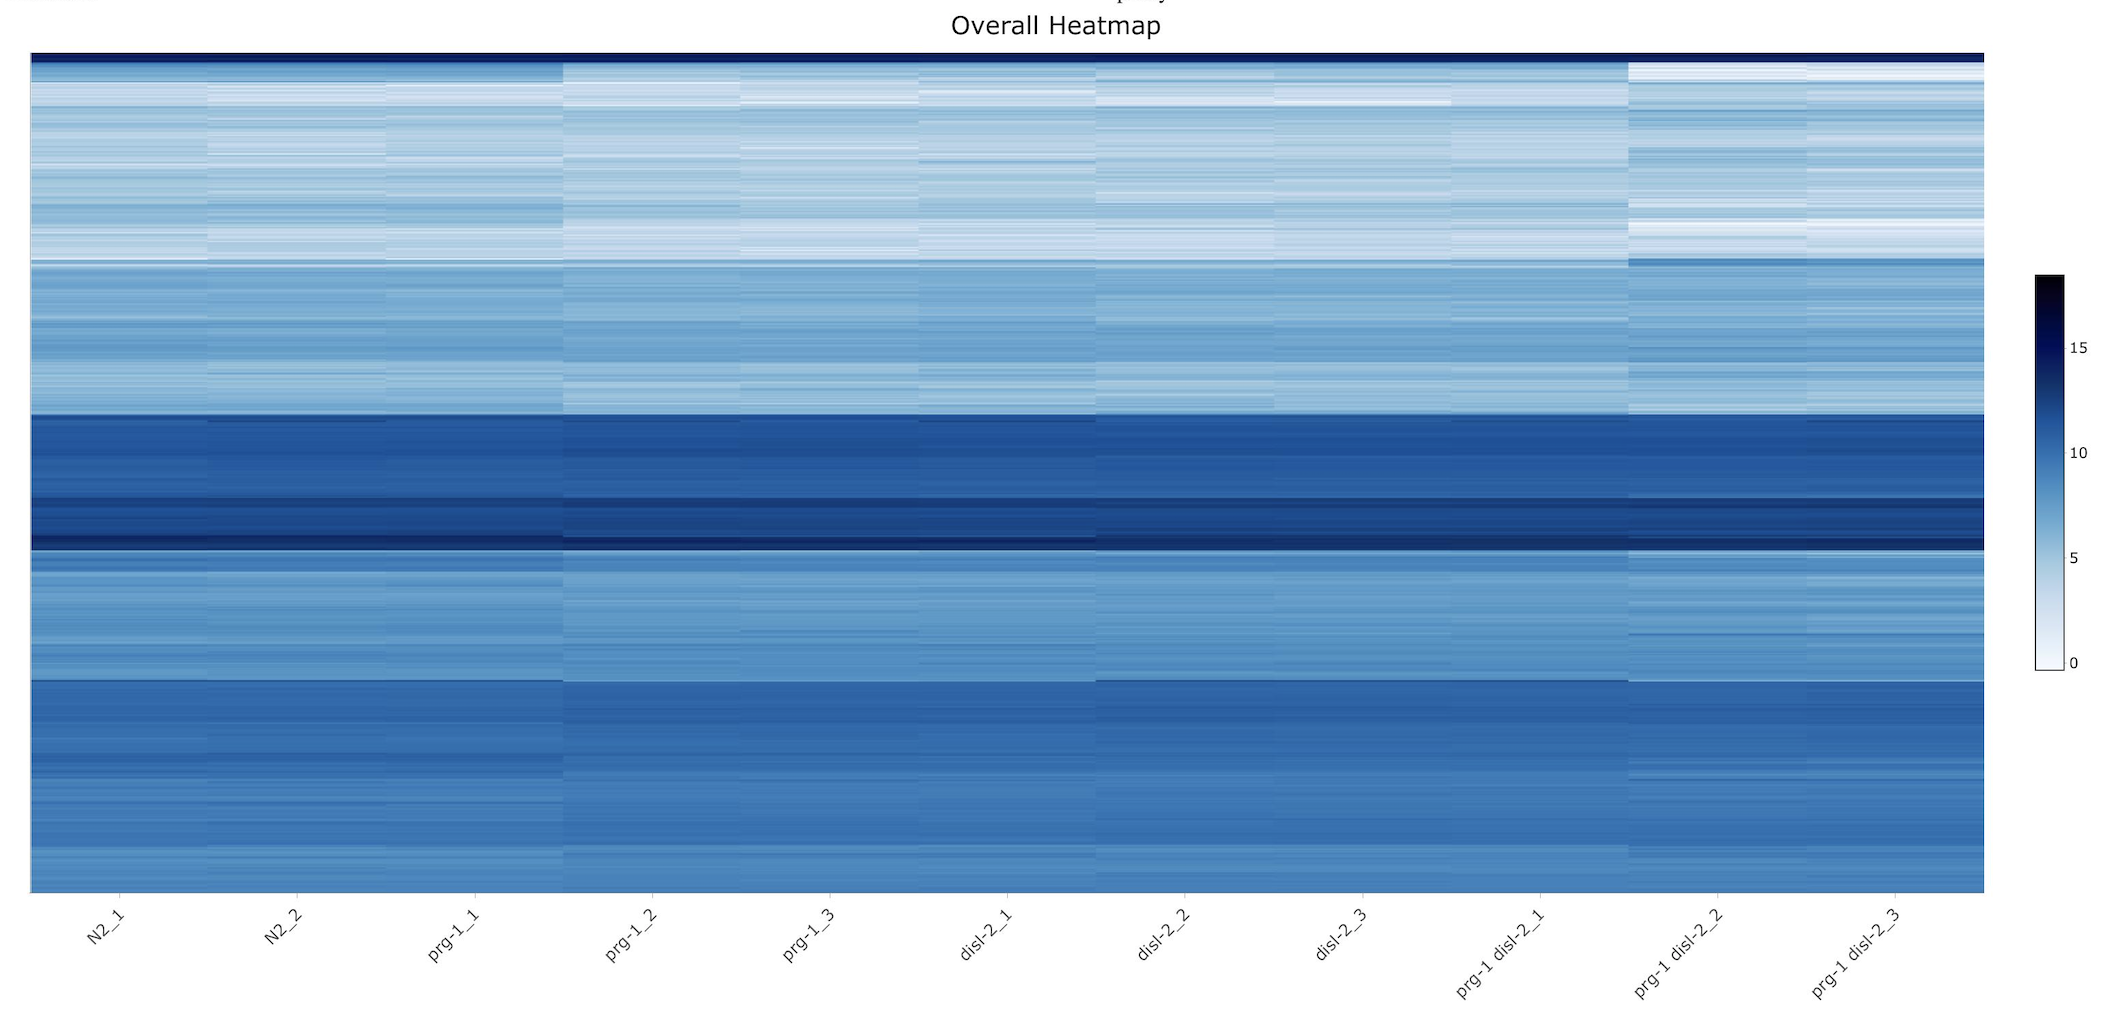 Overall Heatmap
15
10
5
0
N2_1
N2_2
prg-1_1
prg-1_2
prg-1_3
disl-2_1
disl-2_2
disl-2_3
prg-1 disl-2_1
prg-1 disl-2_2
prg-1 disl-2_3